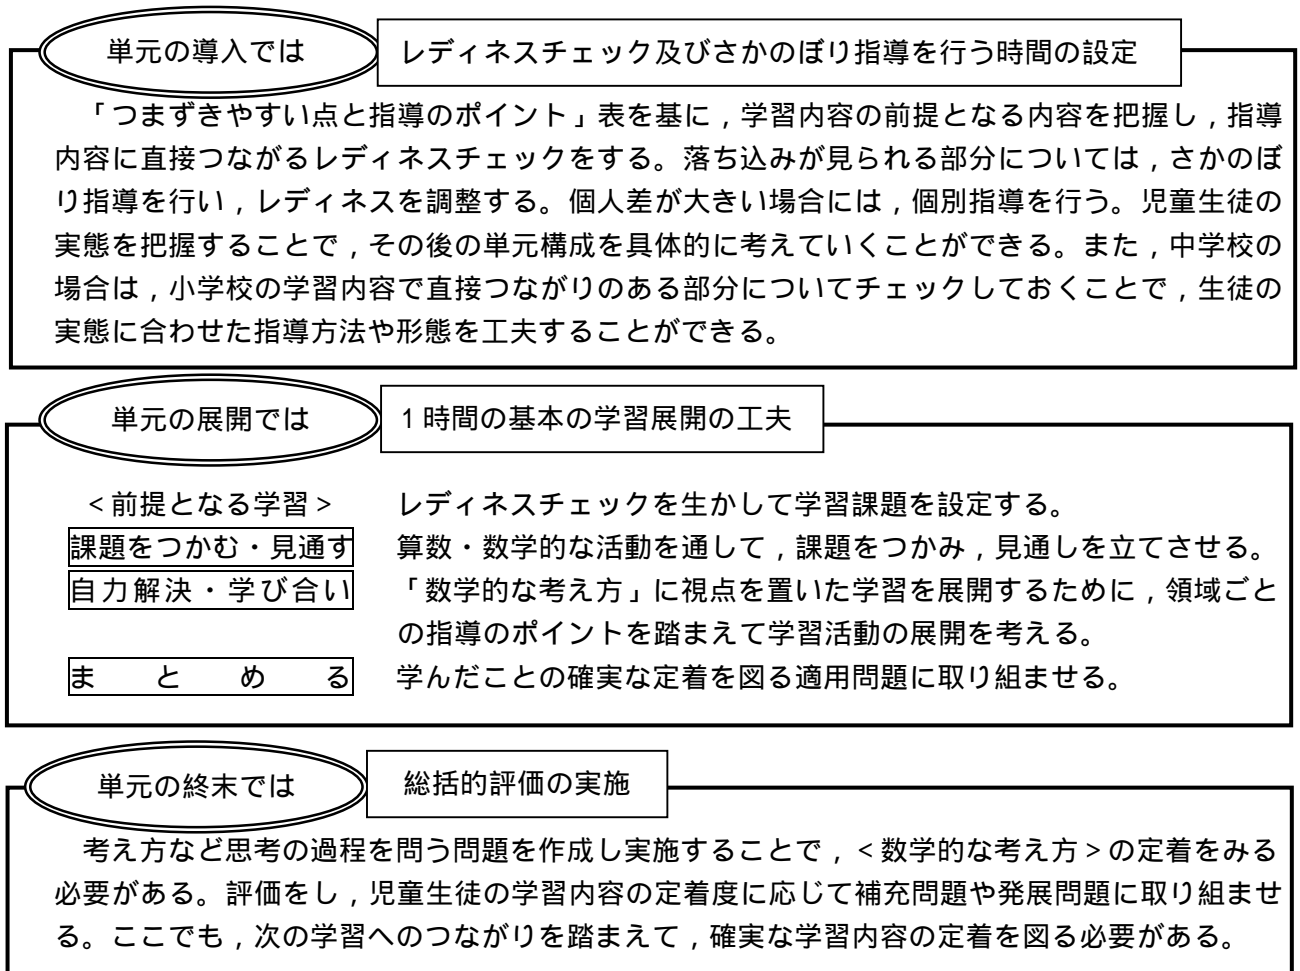 単元の導入では　レディネスチェック及びさかのぼり指導を行う時間の設定
「つまずきやすい点と指導のポイント」表を基に，学習内容の前提となる内容を把握し，指導
内容に直接つながるレディネスチェックをする。落ち込みが見られる部分については，さかのぼ
り指導を行い，レディネスを調整する。個人差が大きい場合には，個別指導を行う。児童生徒の
実態を把握することで，その後の単元構成を具体的に考えていくことができる。また，中学校の
場合は，小学校の学習内容で直接つながりのある部分についてチェックしておくことで，生徒の
実態に合わせた指導方法や形態を工夫することができる。
単元の展開では　１時間の基本の学習展開の工夫
＜前提となる学習＞　レディネスチェックを生かして学習課題を設定する。
課題をつかむ・見通す　算数・数学的な活動を通して，課題をつかみ，見通しを立てさせる。
自力解決・学び合い　「数学的な考え方」に視点を置いた学習を展開するために，領域ごと
の指導のポイントを踏まえて学習活動の展開を考える。
まとめる　学んだことの確実な定着を図る適用問題に取り組ませる。
単元の終末では　総括的評価の実施
考え方など思考の過程を問う問題を作成し実施することで，＜数学的な考え方＞の定着をみる
必要がある。評価をし，児童生徒の学習内容の定着度に応じて補充問題や発展問題に取り組ませ
る。ここでも，次の学習へのつながりを踏まえて，確実な学習内容の定着を図る必要がある。